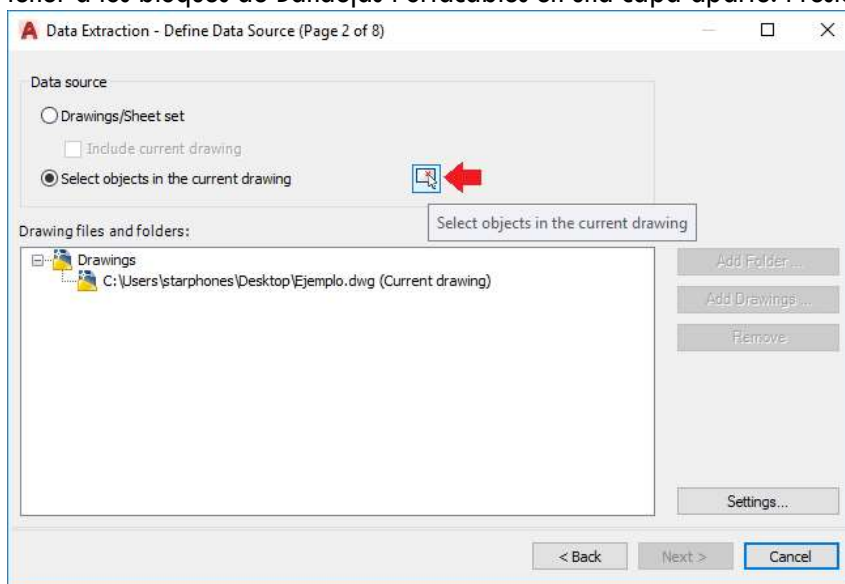 Data Extraction - Define Data Source (Page 2 of 8)
Data source
Drawings/Sheet set
Include current drawing
Select objects in the current drawing
Select objects in the current drawing
Drawing files and folders:
Drawings
C:\Users\starphones\Desktop\Ejemplo.dwg (Current drawing)
Add Folder ...
Add Drawings ...
Remove
Settings...
< Back Next > Cancel